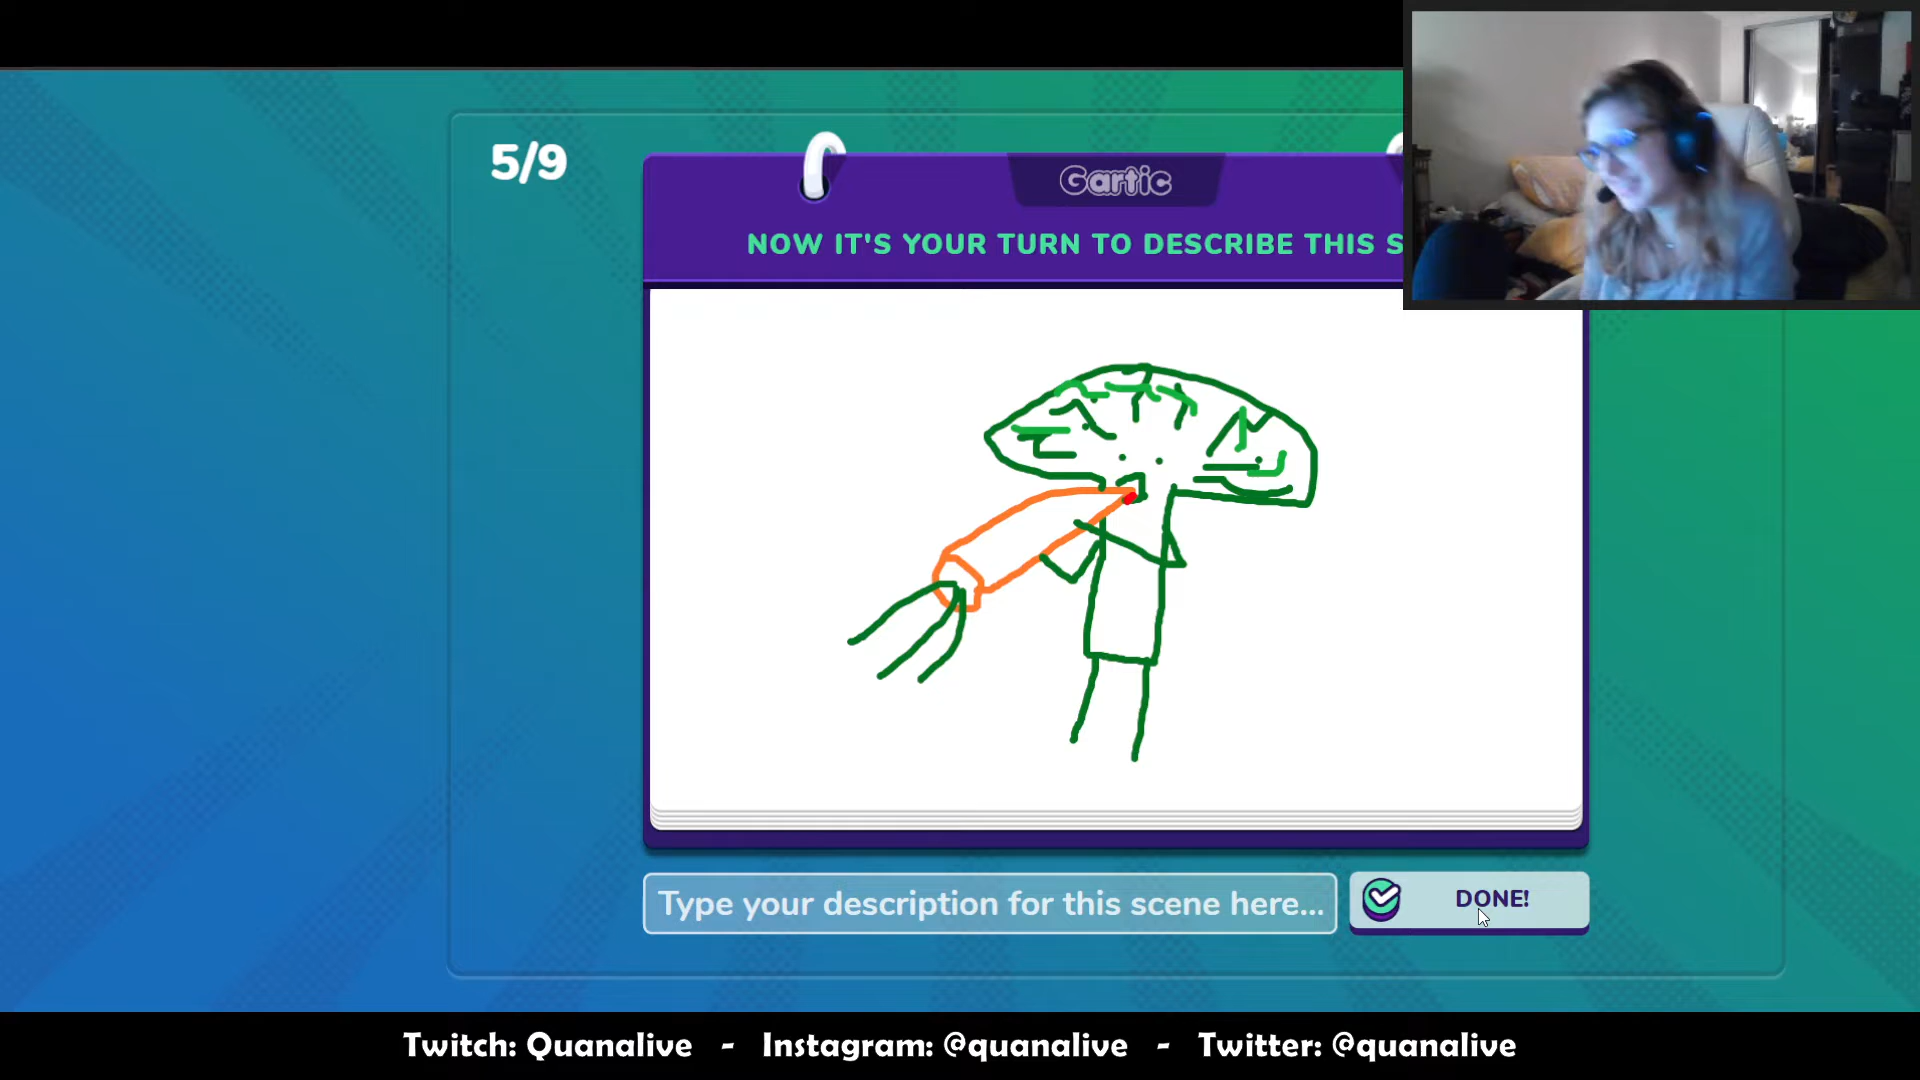 5/9
Gartic
NOW IT'S YOUR TURN TO DESCRIBE THIS S
Type your description for this scene here...
DONE!
Twitch: Quanalive - Instagram: @quanalive - Twitter: @quanalive